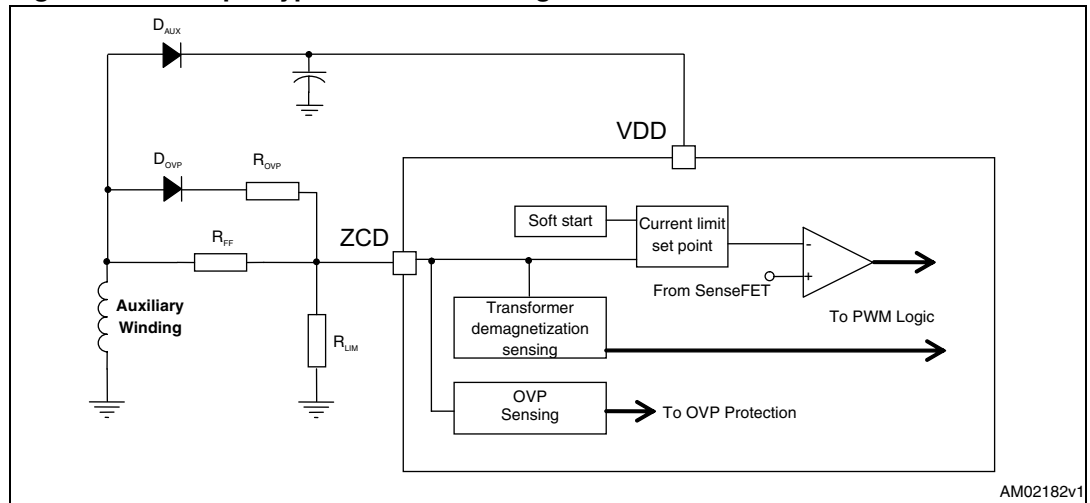 D_AUX
VDD
D_OVP
R_OVP
Soft start
Current limit
set point
ZCD
R_FF
-
+
From SenseFET
To PWM Logic
Auxiliary
Winding
Transformer
demagnetization
sensing
R_LIM
OVP
Sensing
To OVP Protection
AM02182v1